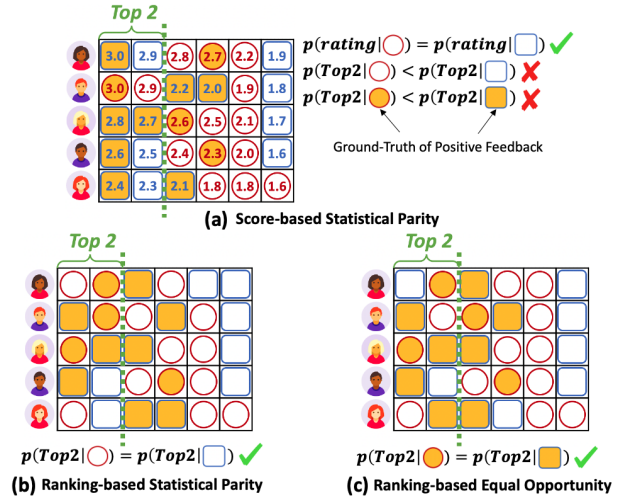 Top 2
3.0 2.9 2.8 2.7 2.2 1.9
3.0 2.9 2.2 2.0 1.9 1.8
2.8 2.7 2.6 2.5 2.1 1.7
2.6 2.5 2.4 2.3 2.0 1.6
2.4 2.3 2.1 1.8 1.8 1.6
p(rating|○) = p(rating|□) ✓
p(Top2|○) < p(Top2|□) ✗
p(Top2|●) < p(Top2|■) ✗
Ground-Truth of Positive Feedback
(a) Score-based Statistical Parity
Top 2
p(Top2|○) = p(Top2|□) ✓
(b) Ranking-based Statistical Parity
Top 2
p(Top2|●) = p(Top2|■) ✓
(c) Ranking-based Equal Opportunity